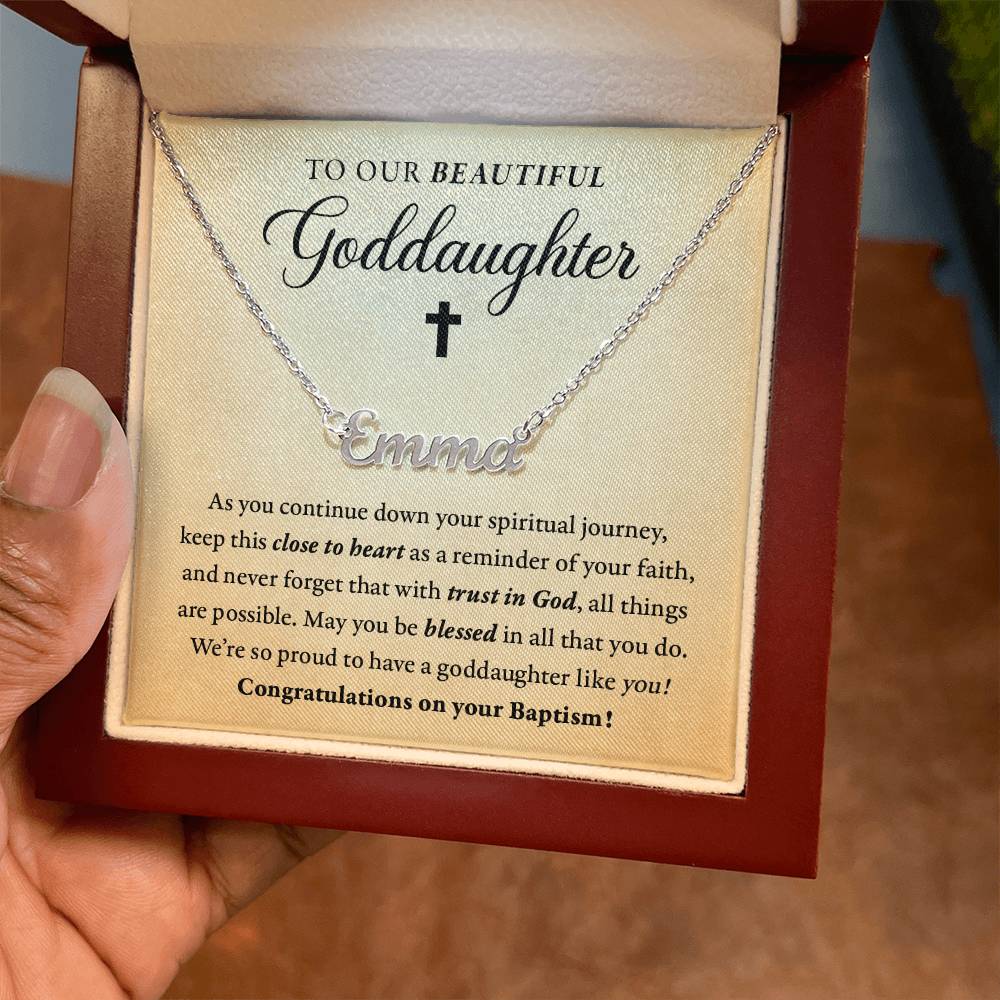 TO OUR BEAUTIFUL
Goddaughter
Emma
As you continue down your spiritual journey,
keep this close to heart as a reminder of your faith,
and never forget that with trust in God, all things
are possible. May you be blessed in all that you do.
We're so proud to have a goddaughter like you!
Congratulations on your Baptism!